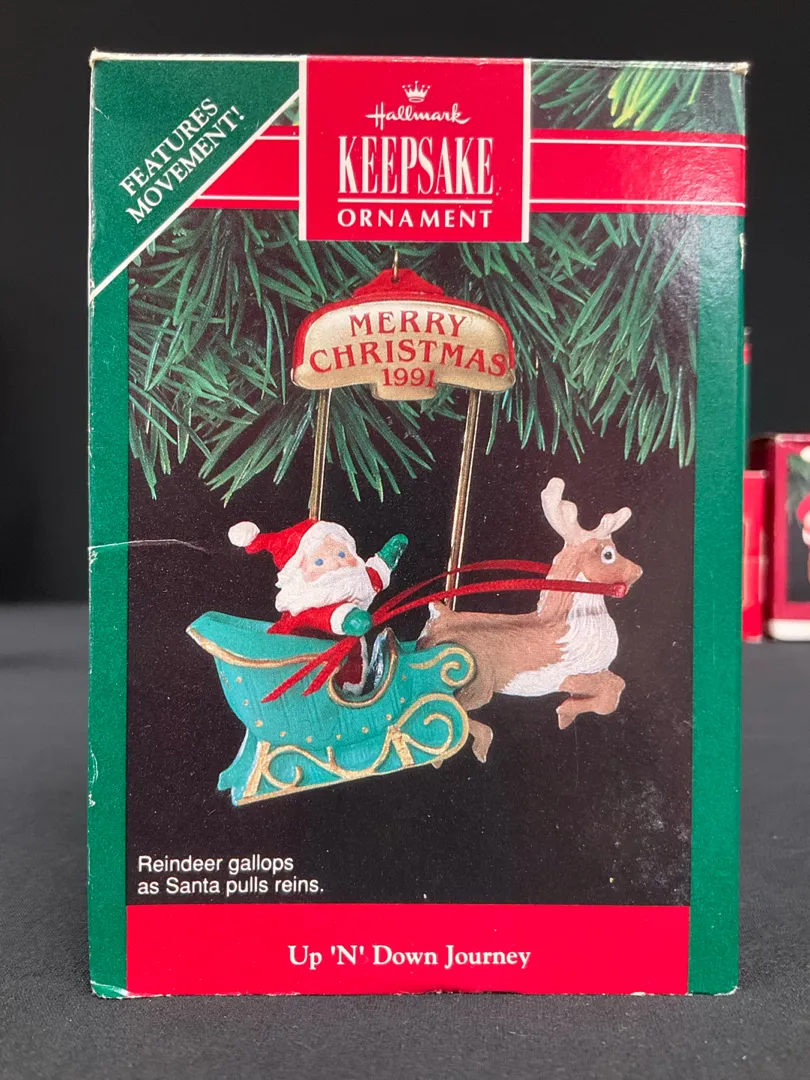 FEATURES
MOVEMENT!
Hallmark
KEEPSAKE
ORNAMENT
MERRY
CHRISTMAS
1991
Reindeer gallops
as Santa pulls reins.
Up 'N' Down Journey